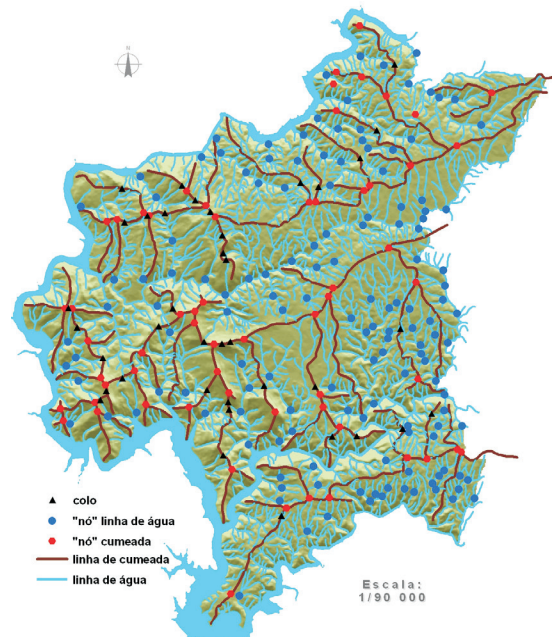 N
colo
"nó" linha de água
"nó" cumeada
linha de cumeada
linha de água
Escala:
1/90 000